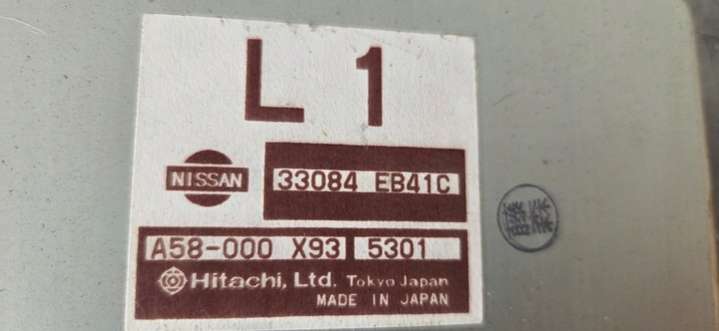 L 1
NISSAN 33084 EB41C
A58-000 X93 5301
Hitachi, Ltd. Tokyo Japan
MADE IN JAPAN